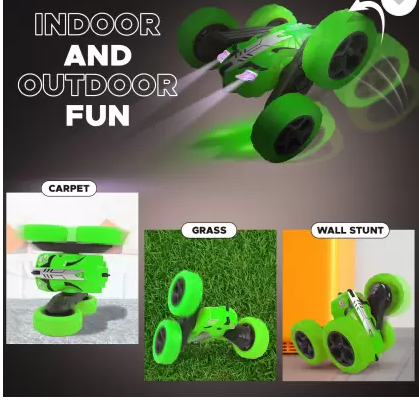 INDOOR
AND
OUTDOOR
FUN
CARPET
GRASS
WALL STUNT